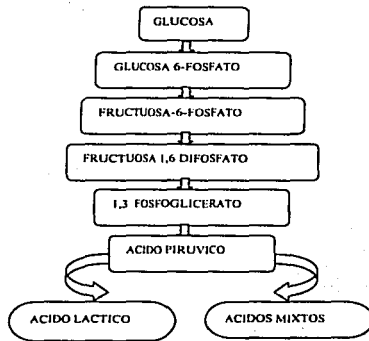 GLUCOSA
GLUCOSA 6-FOSFATO
FRUCTUOSA-6-FOSFATO
FRUCTUOSA 1,6 DIFOSFATO
1,3 FOSFOGLICERATO
ACIDO PIRUVICO
ACIDO LACTICO
ACIDOS MIXTOS